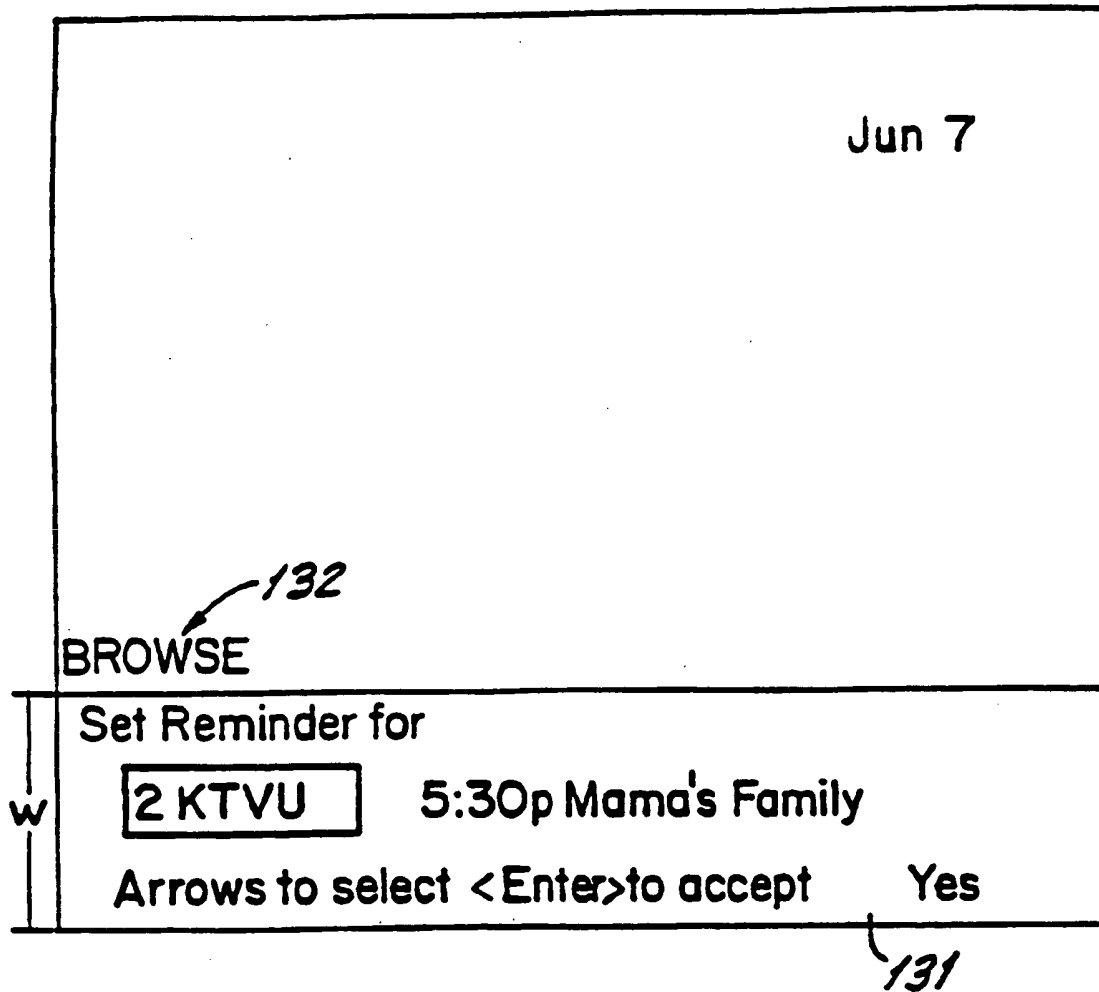 Jun 7
132
BROWSE
Set Reminder for
W
2 KTVU 5:30p Mama's Family
Arrows to select <Enter>to accept Yes
131